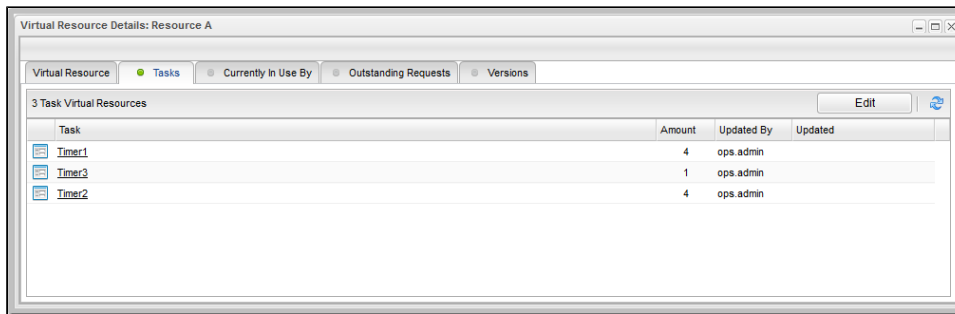 Virtual Resource Details: Resource A
Virtual Resource Tasks Currently In Use By Outstanding Requests Versions
3 Task Virtual Resources Edit
Task Amount Updated By Updated
Timer1 4 ops.admin
Timer3 1 ops.admin
Timer2 4 ops.admin